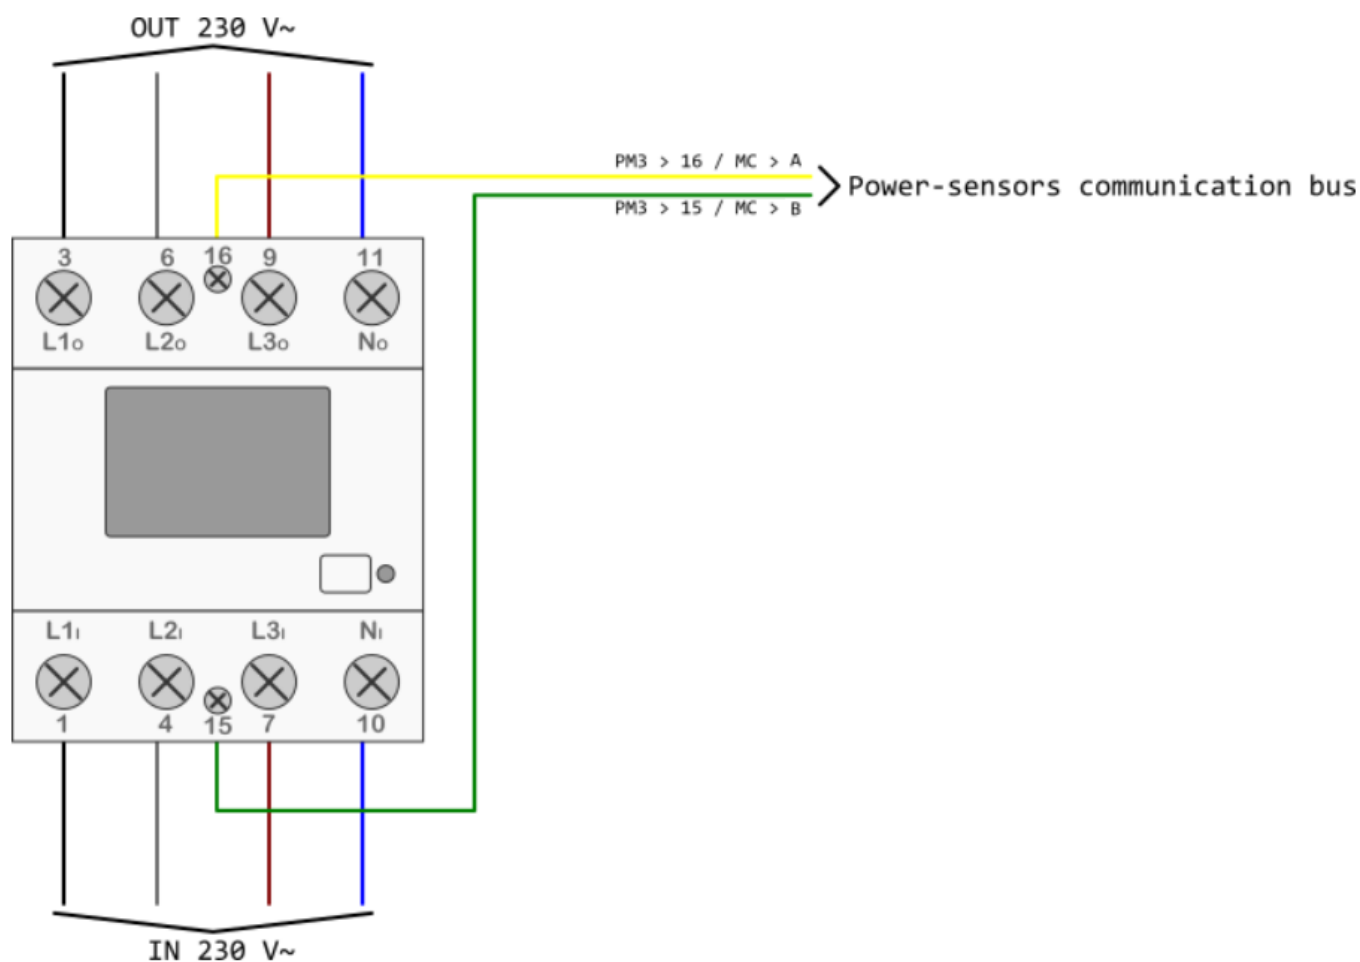 OUT 230 V~
PM3 > 16 / MC > A
Power-sensors communication bus
PM3 > 15 / MC > B
3 6 16 9 11
L1O L2O L3O NO
L1I L2I L3I NI
1 4 15 7 10
IN 230 V~